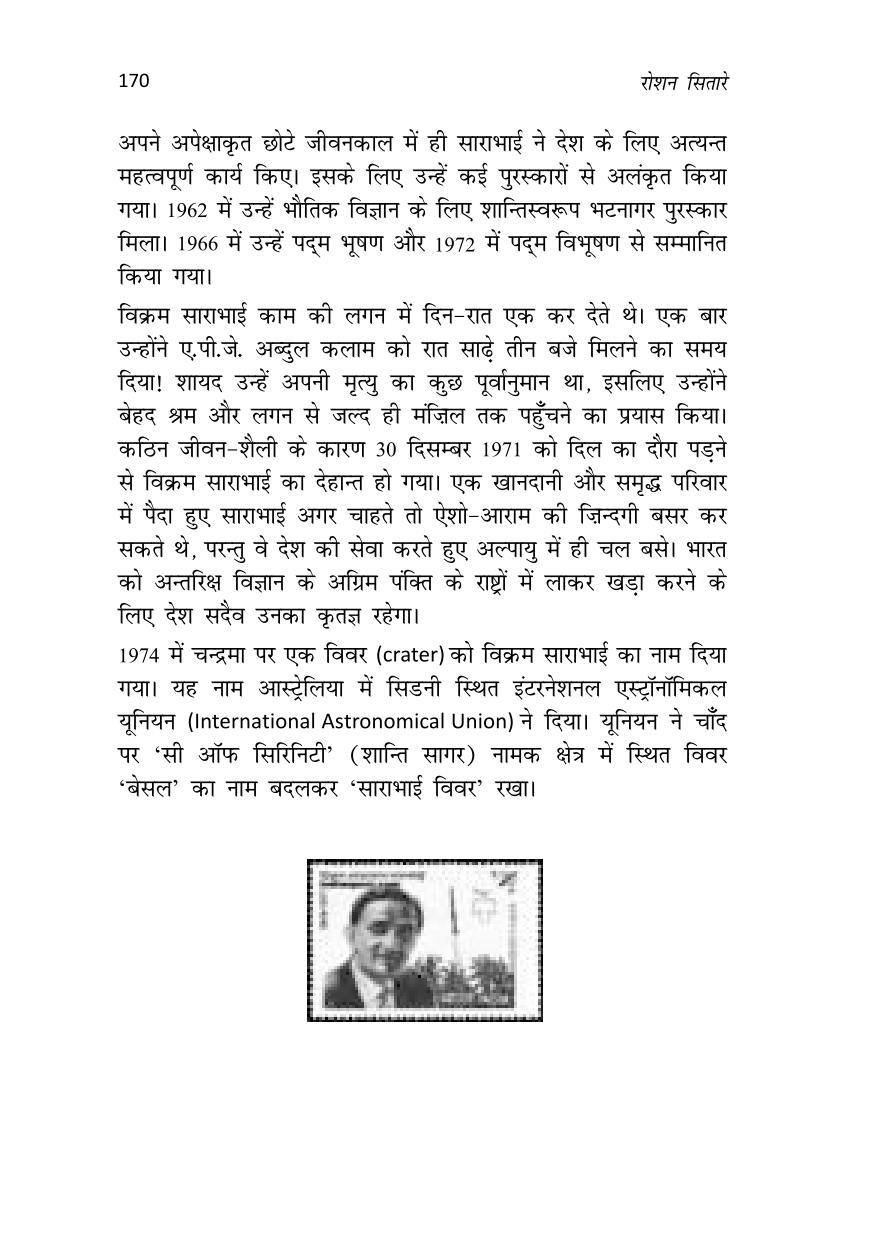 170
रोशन सितारे
अपने अपेक्षाकृत छोटे जीवनकाल में ही साराभाई ने देश के लिए अत्यन्त
महत्वपूर्ण कार्य किए। इसके लिए उन्हें कई पुरस्कारों से अलंकृत किया
गया। 1962 में उन्हें भौतिक विज्ञान के लिए शान्तिस्वरूप भटनागर पुरस्कार
मिला। 1966 में उन्हें पद्म भूषण और 1972 में पद्म विभूषण से सम्मानित
किया गया।
विक्रम साराभाई काम की लगन में दिन-रात एक कर देते थे। एक बार
उन्होंने ए.पी.जे. अब्दुल कलाम को रात साढ़े तीन बजे मिलने का समय
दिया! शायद उन्हें अपनी मृत्यु का कुछ पूर्वानुमान था, इसलिए उन्होंने
बेहद श्रम और लगन से जल्द ही मंज़िल तक पहुँचने का प्रयास किया।
कठिन जीवन-शैली के कारण 30 दिसम्बर 1971 को दिल का दौरा पड़ने
से विक्रम साराभाई का देहान्त हो गया। एक खानदानी और समृद्ध परिवार
में पैदा हुए साराभाई अगर चाहते तो ऐशो-आराम की ज़िन्दगी बसर कर
सकते थे, परन्तु वे देश की सेवा करते हुए अल्पायु में ही चल बसे। भारत
को अन्तरिक्ष विज्ञान के अग्रिम पंक्ति के राष्ट्रों में लाकर खड़ा करने के
लिए देश सदैव उनका कृतज्ञ रहेगा।
1974 में चन्द्रमा पर एक विवर (crater) को विक्रम साराभाई का नाम दिया
गया। यह नाम आस्ट्रेलिया में सिडनी स्थित इंटरनेशनल एस्ट्रॉनॉमिकल
यूनियन (International Astronomical Union) ने दिया। यूनियन ने चाँद
पर ‘सी ऑफ सिरिनिटी’ (शान्ति सागर) नामक क्षेत्र में स्थित विवर
‘बेसल’ का नाम बदलकर ‘साराभाई विवर’ रखा।